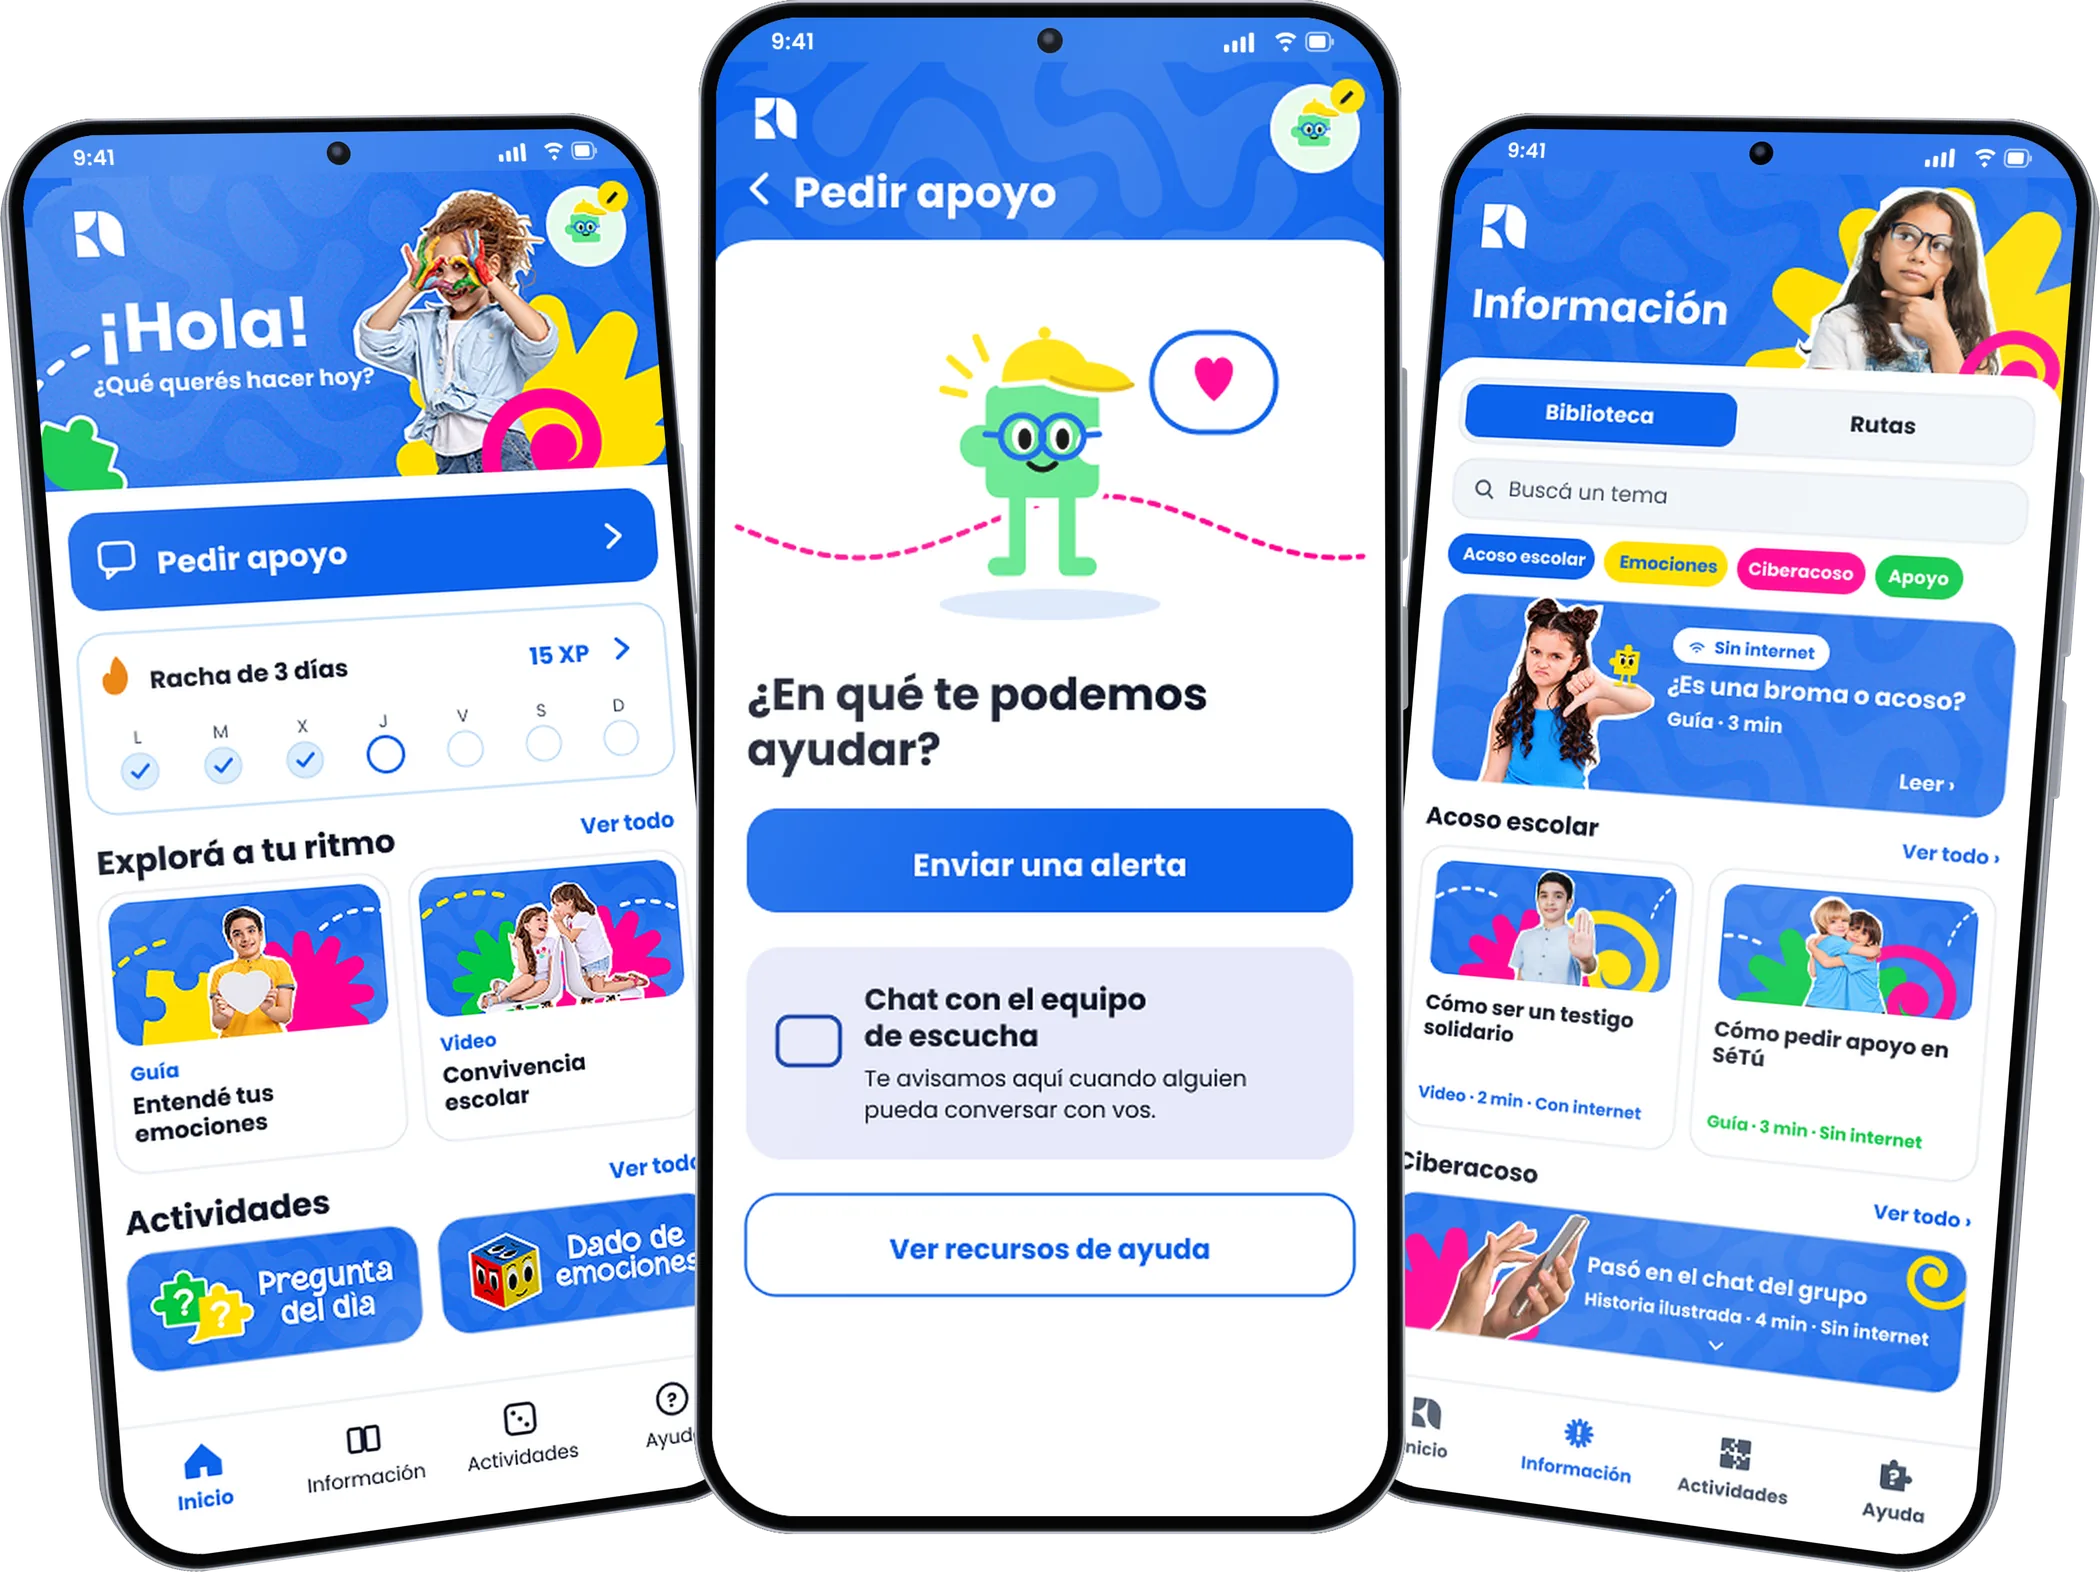 9:41
¡Hola!
¿Qué querés hacer hoy?
Pedir apoyo
Racha de 3 días
15 XP
L M X J V S D
Explorá a tu ritmo
Ver todo
Guía
Entendé tus
emociones
Video
Convivencia
escolar
Ver todo
Actividades
Pregunta
del dìa
Dado de
emociones
Inicio
Información
Actividades
Ayud
9:41
Pedir apoyo
¿En qué te podemos
ayudar?
Enviar una alerta
Chat con el equipo
de escucha
Te avisamos aquí cuando alguien
pueda conversar con vos.
Ver recursos de ayuda
9:41
Información
Biblioteca
Rutas
Buscá un tema
Acoso escolar
Emociones
Ciberacoso
Apoyo
Sin internet
¿Es una broma o acoso?
Guía · 3 min
Leer ›
Acoso escolar
Ver todo ›
Cómo ser un testigo
solidario
Video · 2 min · Con internet
Cómo pedir apoyo en
SéTú
Guía · 3 min · Sin internet
Ciberacoso
Ver todo ›
Pasó en el chat del grupo
Historia ilustrada · 4 min · Sin internet
nicio
Información
Actividades
Ayuda